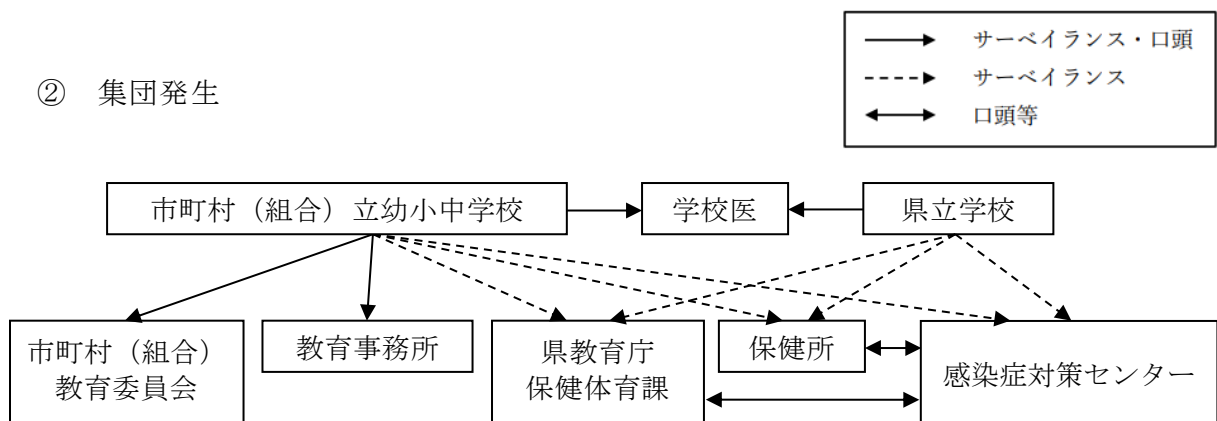 サーベイランス・口頭
サーベイランス
口頭等
② 集団発生
市町村（組合）立幼小中学校
学校医
県立学校
市町村（組合）
教育委員会
教育事務所
県教育庁
保健体育課
保健所
感染症対策センター